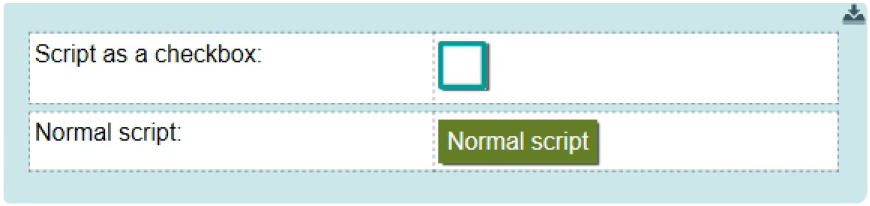 Script as a checkbox:
Normal script:
Normal script